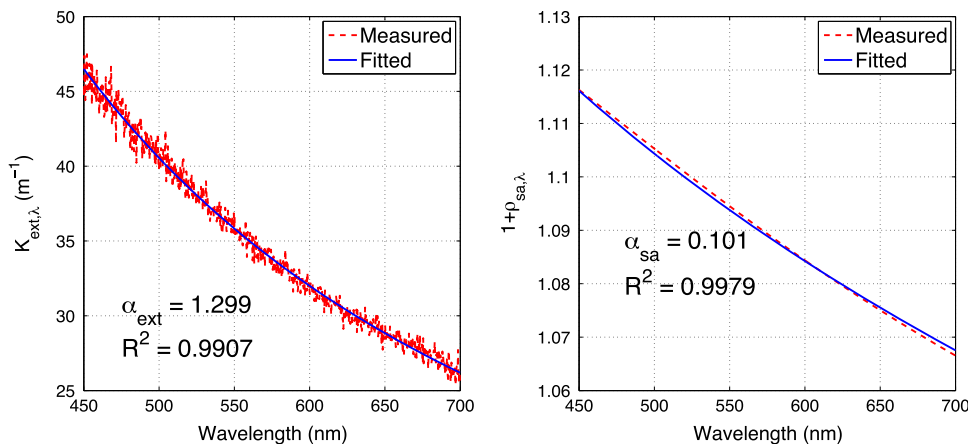 50
45
40
35
30
25
450
500
550
600
650
700
K_ext,λ (m⁻¹)
Wavelength (nm)
Measured
Fitted
α_ext = 1.299
R² = 0.9907
1.13
1.12
1.11
1.1
1.09
1.08
1.07
1.06
450
500
550
600
650
700
1+ρ_sa,λ
Wavelength (nm)
Measured
Fitted
α_sa = 0.101
R² = 0.9979